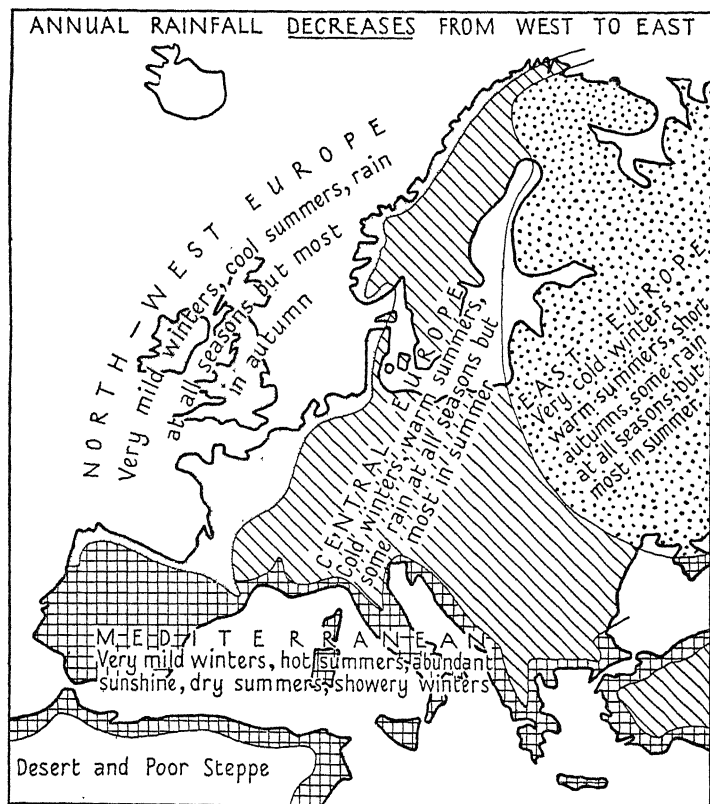 ANNUAL RAINFALL DECREASES FROM WEST TO EAST
NORTH-WEST EUROPE
Very mild winters, cool summers, rain
at all seasons but most
in autumn
CENTRAL EUROPE
Cold winters, warm summers,
some rain at all seasons but
most in summer
EAST EUROPE
Very cold winters,
warm summers, short
autumns, some rain
at all seasons, but
most in summer
MEDITERRANEAN
Very mild winters, hot summers, abundant
sunshine, dry summers, showery winters
Desert and Poor Steppe